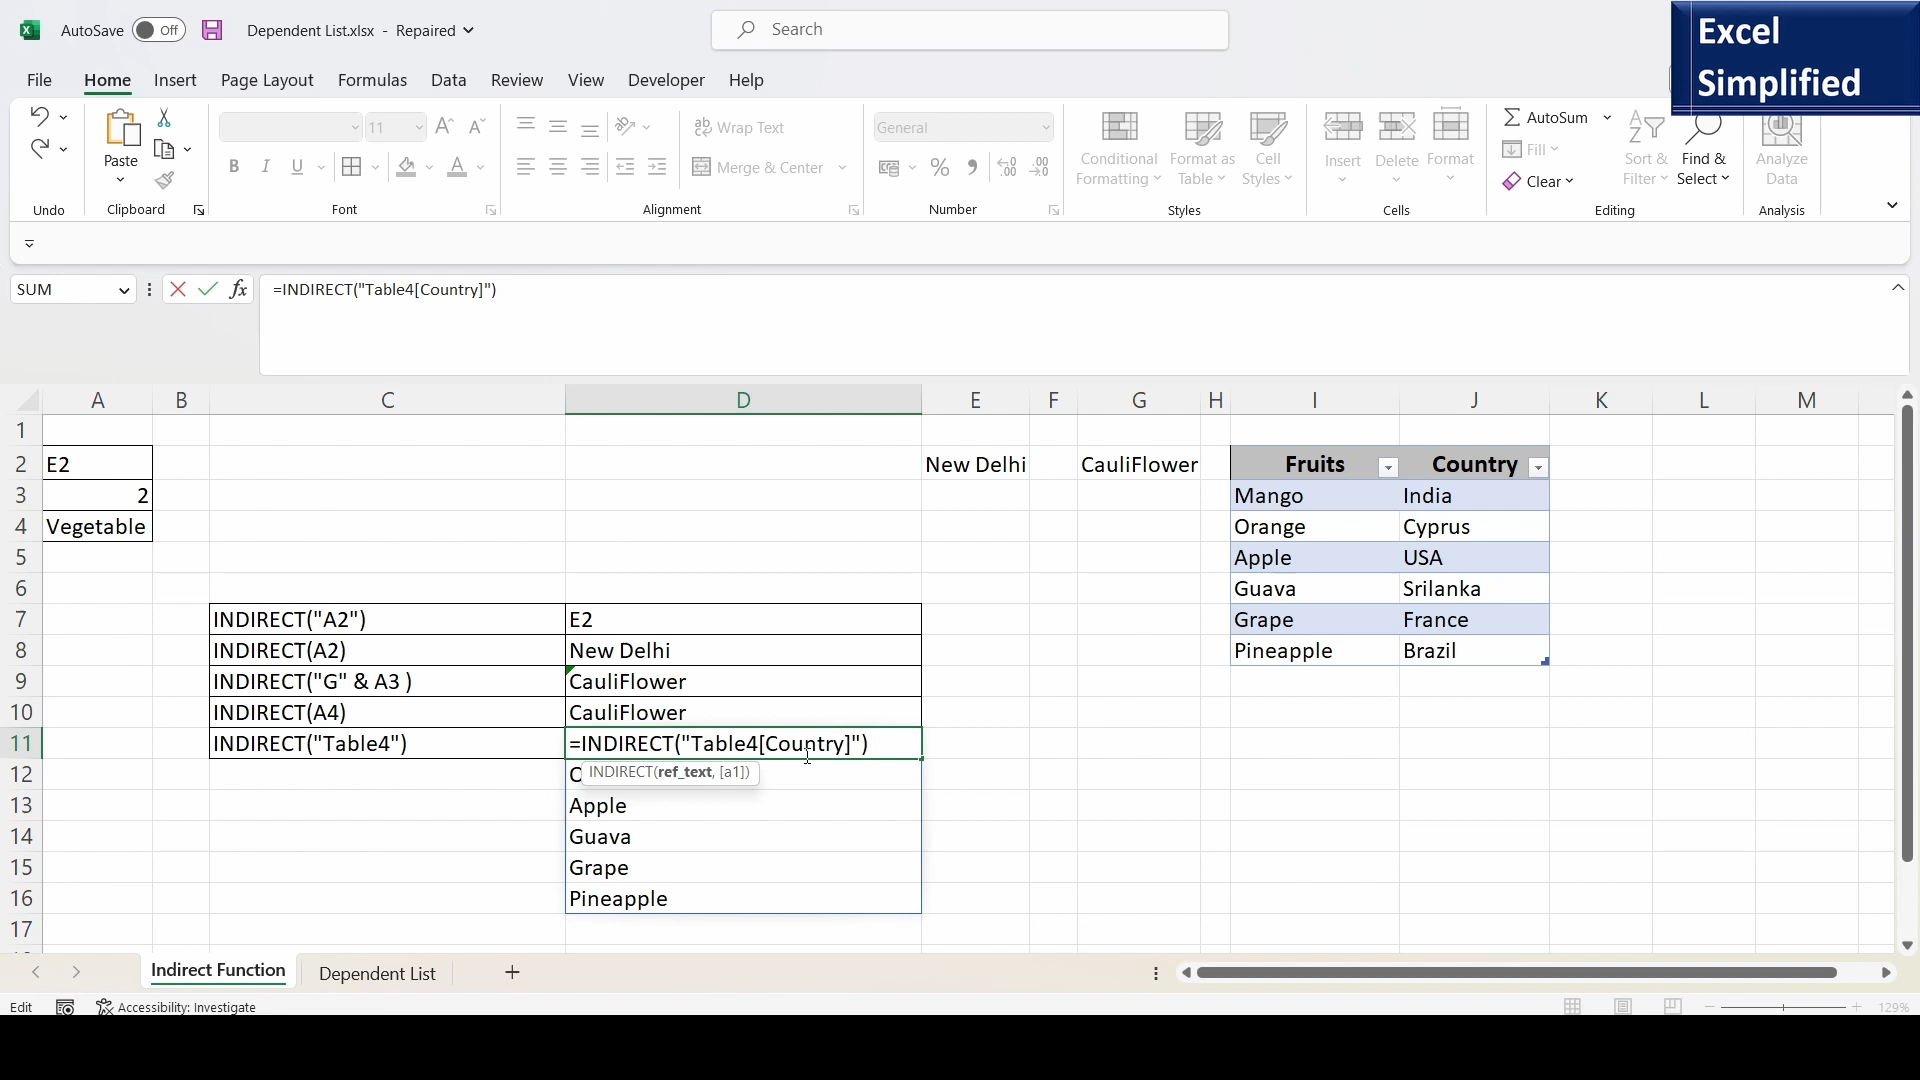 AutoSave Off Dependent List.xlsx - Repaired Search
Excel
Simplified
File Home Insert Page Layout Formulas Data Review View Developer Help
11 Wrap Text General AutoSum
Paste B I U Merge & Center Conditional Formatting Format as Table Cell Styles Insert Delete Format Fill Clear Sort & Filter Find & Select Analyze Data
Undo Clipboard Font Alignment Number Styles Cells Editing Analysis
SUM fx =INDIRECT("Table4[Country]")
A B C D E F G H I J K L M
1
2 E2 New Delhi CauliFlower Fruits Country
3 2 Mango India
4 Vegetable Orange Cyprus
5 Apple USA
6 Guava Srilanka
7 INDIRECT("A2") E2 Grape France
8 INDIRECT(A2) New Delhi Pineapple Brazil
9 INDIRECT("G" & A3 ) CauliFlower
10 INDIRECT(A4) CauliFlower
11 INDIRECT("Table4") =INDIRECT("Table4[Country]")
12 INDIRECT(ref_text, [a1])
13 Apple
14 Guava
15 Grape
16 Pineapple
17
Indirect Function Dependent List +
Edit Accessibility: Investigate 129%